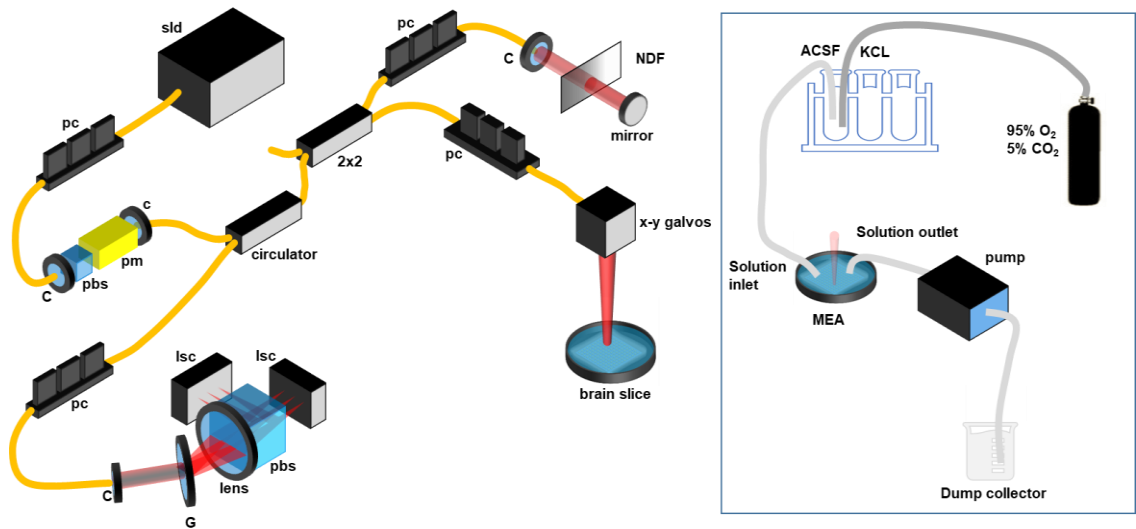 sld
pc
C
NDF
mirror
pc
2x2
pc
c
pm
pbs
C
circulator
x-y galvos
brain slice
pc
lsc
lsc
pbs
lens
C
G
ACSF
KCL
95% O₂
5% CO₂
Solution outlet
Solution
inlet
pump
MEA
Dump collector